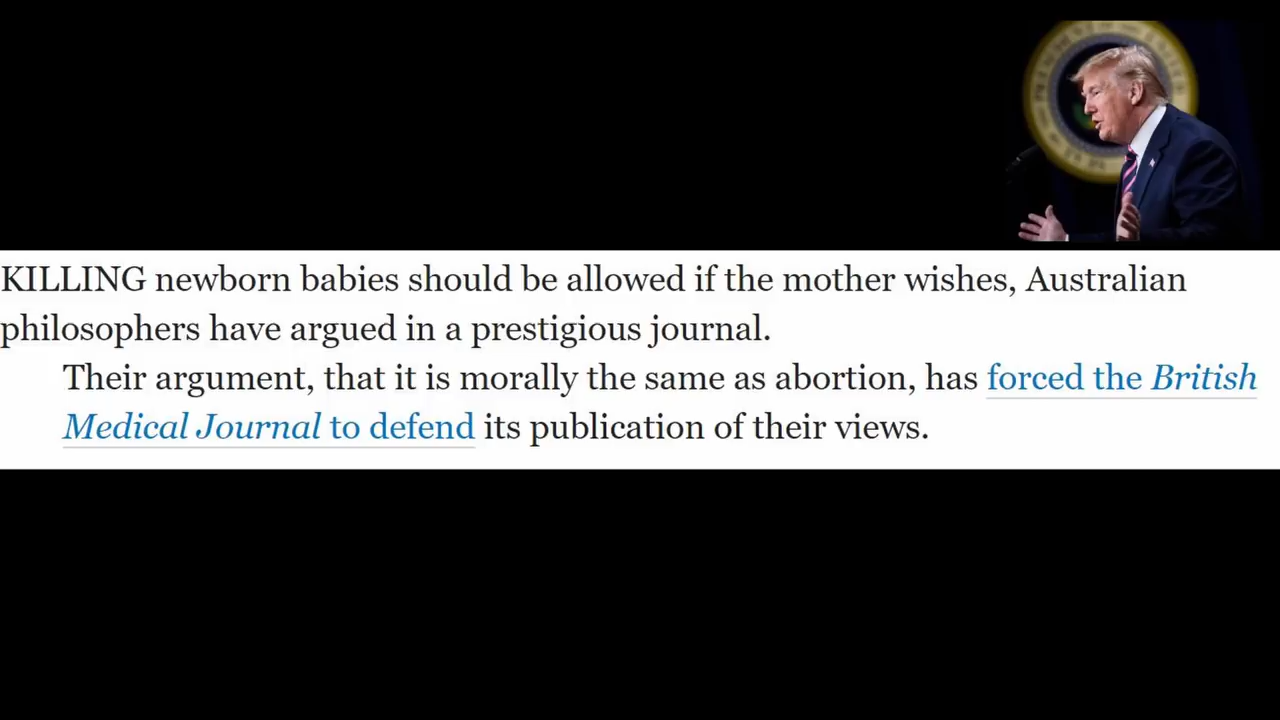 KILLING newborn babies should be allowed if the mother wishes, Australian
philosophers have argued in a prestigious journal.
Their argument, that it is morally the same as abortion, has forced the British
Medical Journal to defend its publication of their views.